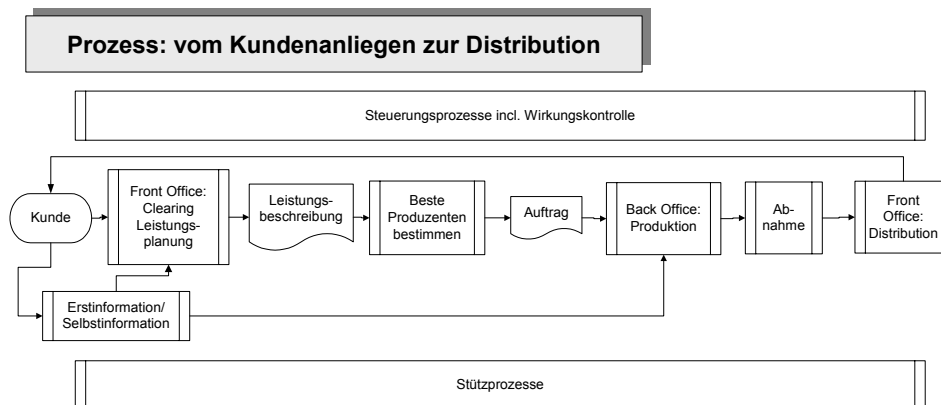 Prozess: vom Kundenanliegen zur Distribution
Steuerungsprozesse incl. Wirkungskontrolle
Kunde
Front Office:
Clearing
Leistungs-
planung
Leistungs-
beschreibung
Beste
Produzenten
bestimmen
Auftrag
Back Office:
Produktion
Ab-
nahme
Front
Office:
Distribution
Erstinformation/
Selbstinformation
Stützprozesse